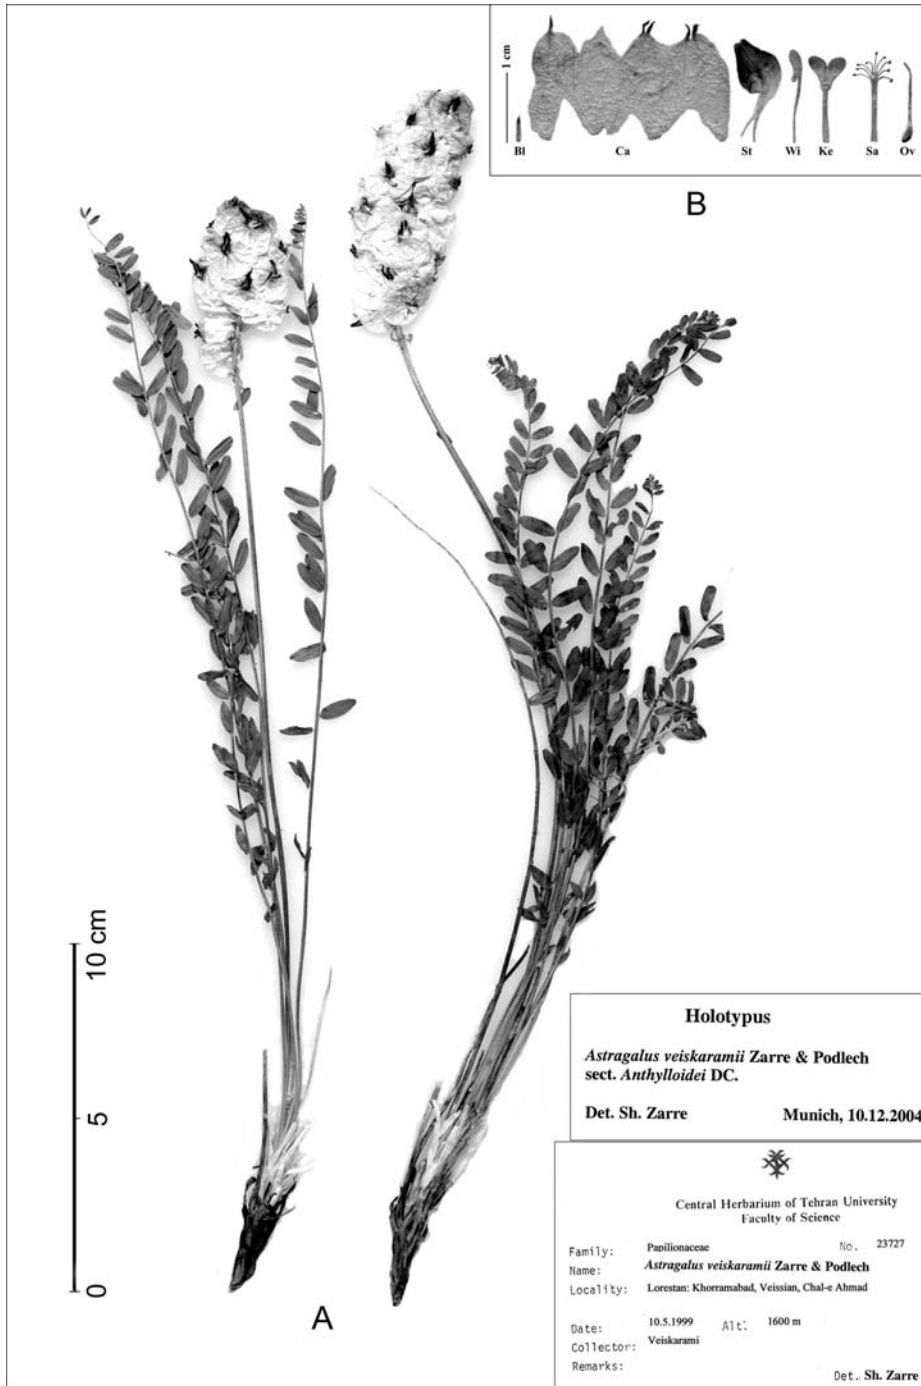 1 cm
Bl Ca St Wi Ke Sa Ov
B
10 cm
5
0
A
Holotypus
Astragalus veiskaramii Zarre & Podlech
sect. Anthylloidei DC.
Det. Sh. Zarre Munich, 10.12.2004
Central Herbarium of Tehran University
Faculty of Science
Family: Papilionaceae No. 23727
Name: Astragalus veiskaramii Zarre & Podlech
Locality: Lorestan: Khorramabad, Veissian, Chal-e Ahmad
Date: 10.5.1999 Alt: 1600 m
Collector: Veiskarami
Remarks:
Det. Sh. Zarre